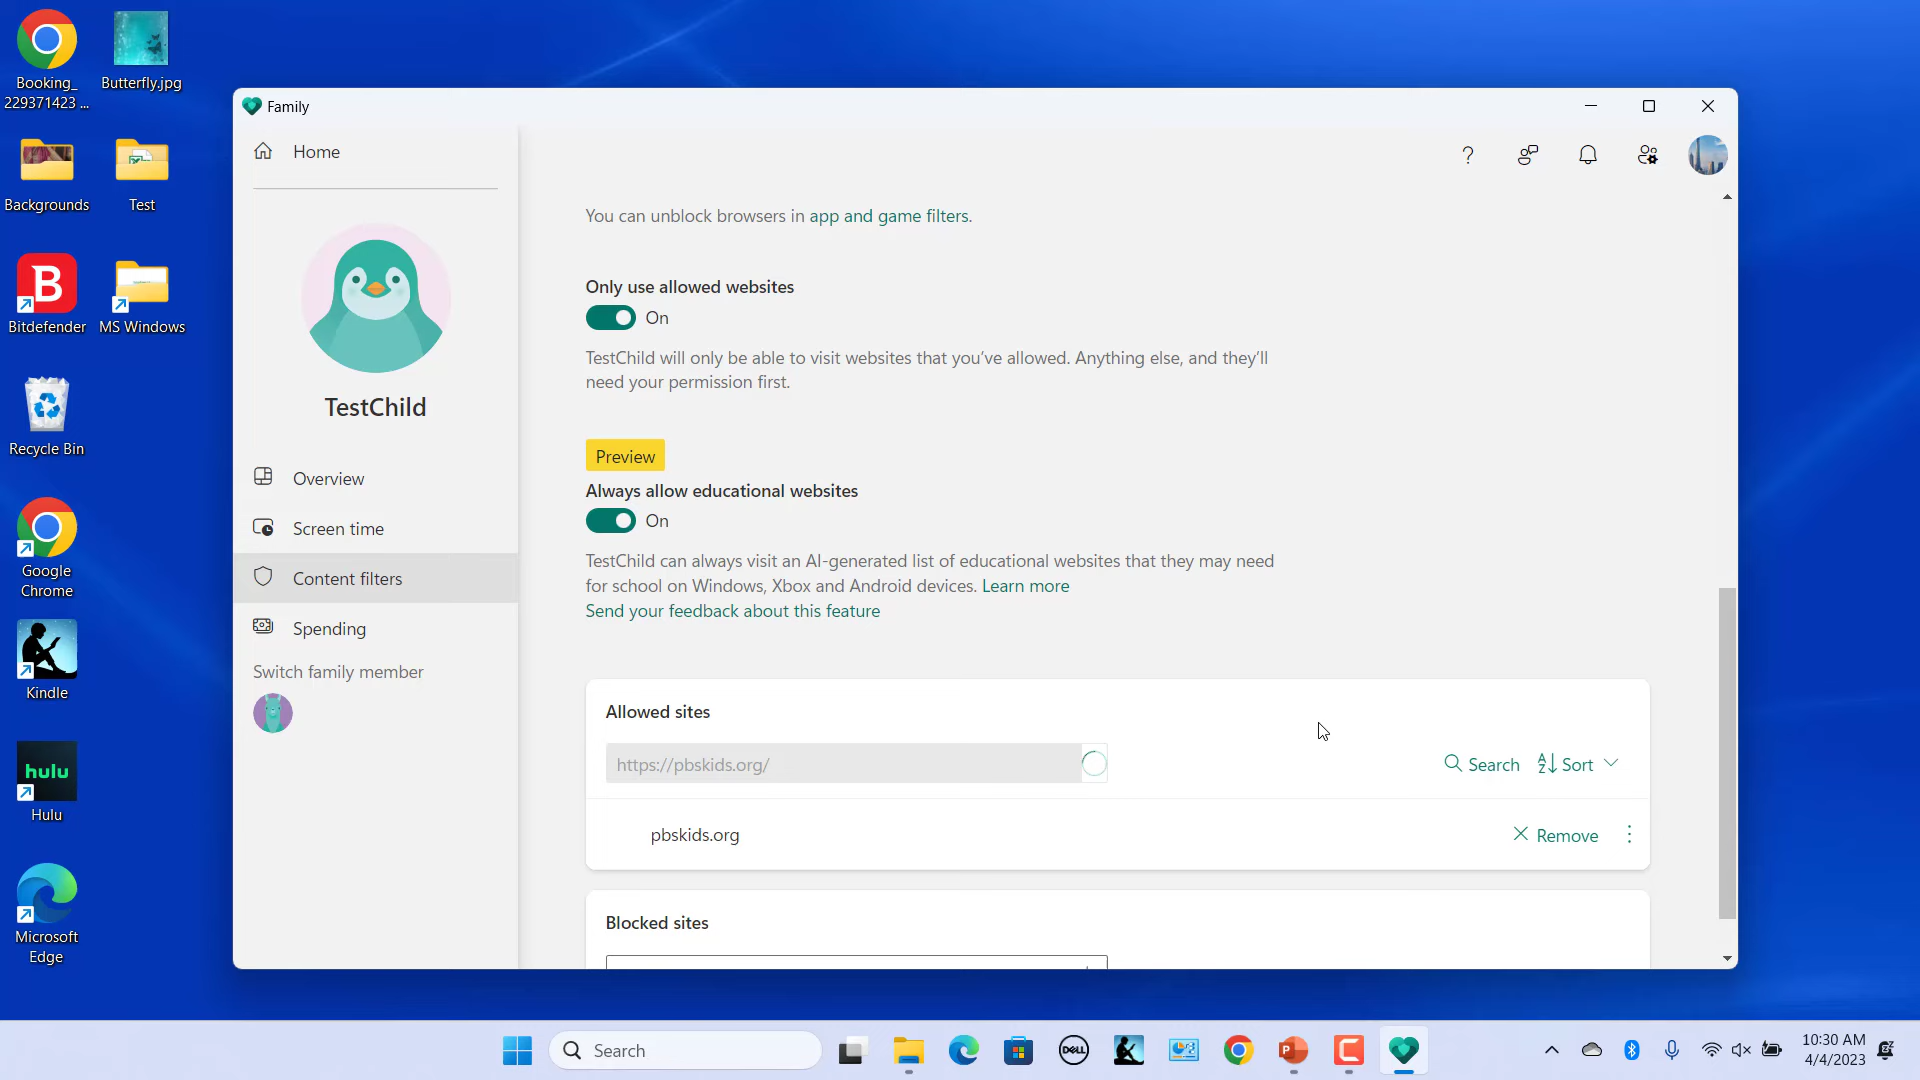 Booking_
229371423 ...
Butterfly.jpg
Backgrounds
Test
B
Bitdefender
MS Windows
Recycle Bin
Google
Chrome
Kindle
hulu
Hulu
Microsoft
Edge
Family
Home
TestChild
Overview
Screen time
Content filters
Spending
Switch family member
?
You can unblock browsers in app and game filters.
Only use allowed websites
On
TestChild will only be able to visit websites that you've allowed. Anything else, and they'll
need your permission first.
Preview
Always allow educational websites
On
TestChild can always visit an AI-generated list of educational websites that they may need
for school on Windows, Xbox and Android devices. Learn more
Send your feedback about this feature
Allowed sites
https://pbskids.org/
Search
Sort
pbskids.org
Remove
Blocked sites
Search
DELL
10:30 AM
4/4/2023